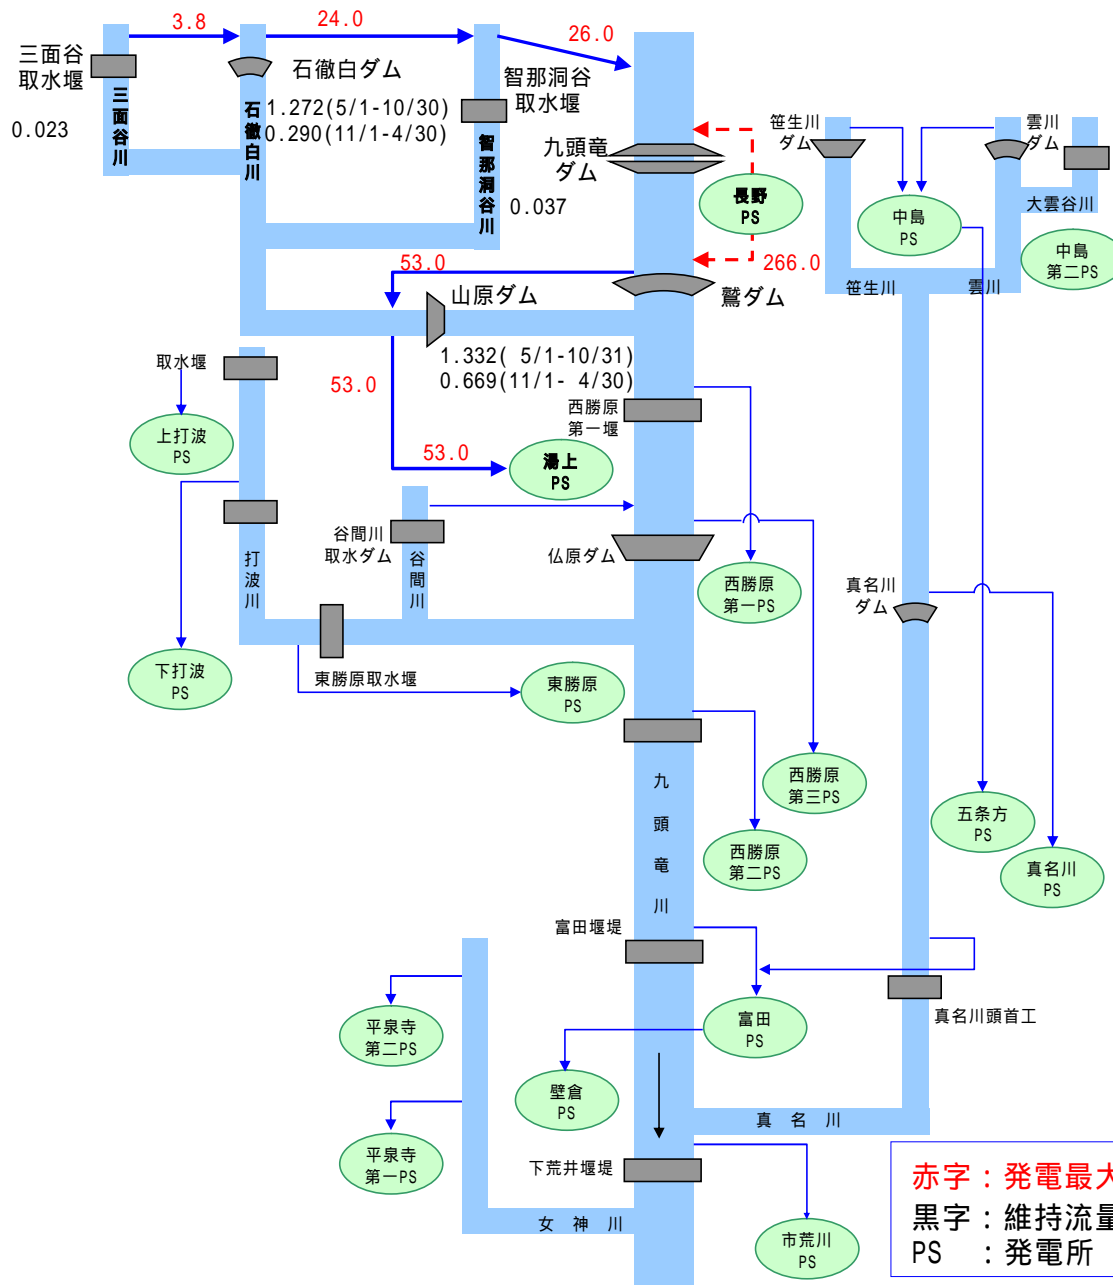 3.8
24.0
26.0
三面谷
取水堰
0.023
三面谷川
石徹白川
石徹白ダム
1.272(5/1-10/30)
0.290(11/1-4/30)
智那洞谷
取水堰
智那洞谷川
0.037
九頭竜
ダム
長野
PS
266.0
笹生川
ダム
雲川
ダム
大雲谷川
中島
PS
中島
第二PS
笹生川
雲川
53.0
山原ダム
鷲ダム
1.332( 5/1-10/31)
0.669(11/1- 4/30)
取水堰
53.0
上打波
PS
53.0
湯上
PS
西勝原
第一堰
谷間川
取水ダム
谷間川
打波川
仏原ダム
西勝原
第一PS
真名川
ダム
下打波
PS
東勝原取水堰
東勝原
PS
西勝原
第三PS
西勝原
第二PS
五条方
PS
真名川
PS
九頭竜川
富田堰堤
真名川頭首工
平泉寺
第二PS
富田
PS
壁倉
PS
平泉寺
第一PS
真名川
下荒井堰堤
女神川
市荒川
PS
赤字：発電最大
黒字：維持流量
PS ：発電所